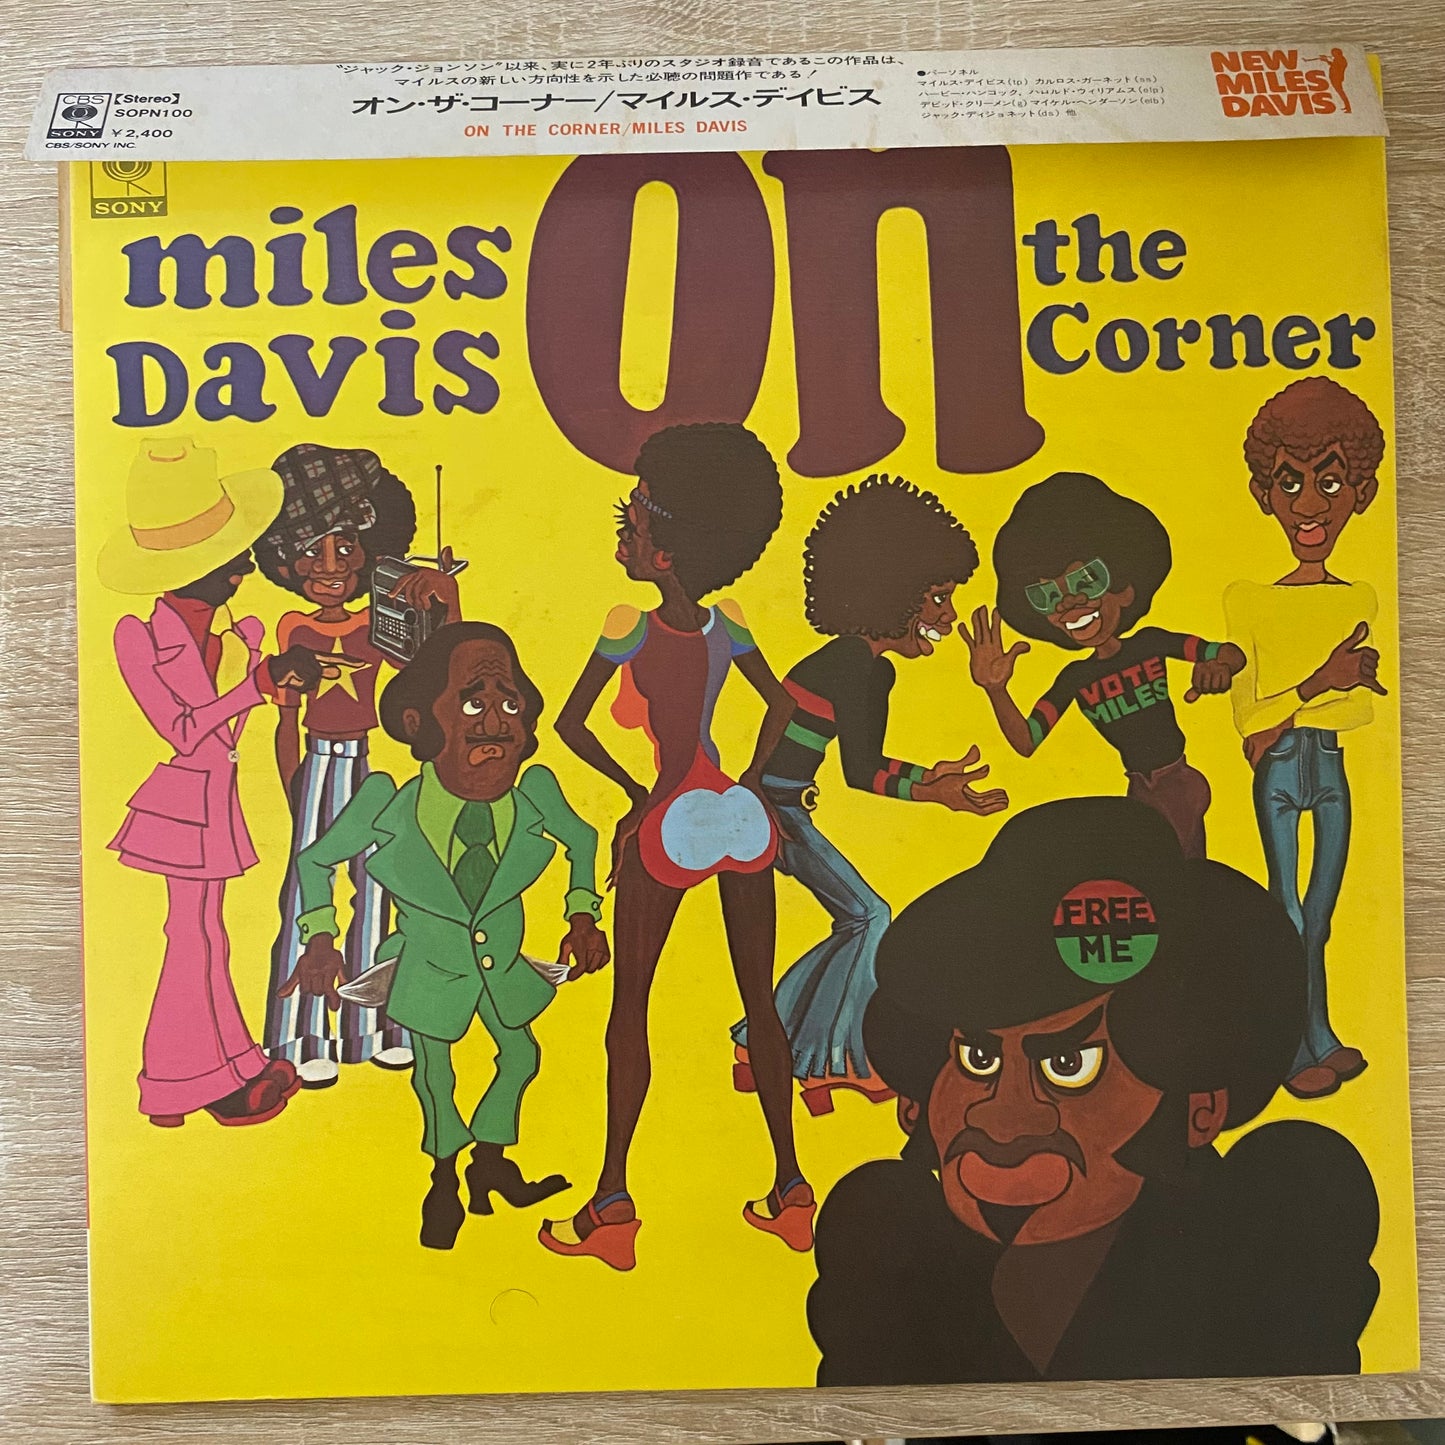 CBS
SONY
CBS/SONY INC.
【Stereo】
SOPN100
￥2,400
"ジャック・ジョンソン"以来、実に2年ぶりのスタジオ録音であるこの作品は、
マイルスの新しい方向性を示した必聴の問題作である！
オン・ザ・コーナー/マイルス・デイビス
ON THE CORNER/MILES DAVIS
●パーソネル
マイルス・デイビス(tp) カルロス・ガーネット(ss)
ハービー・ハンコック、ハロルド・ウィリアムス(elp)
デビッド・クリーメン(g) マイケル・ヘンダーソン(elb)
ジャック・ディジョネット(ds) 他
NEW
MILES
DAVIS
SONY
miles
Davis
on
the
Corner
VOTE
MILES
FREE
ME